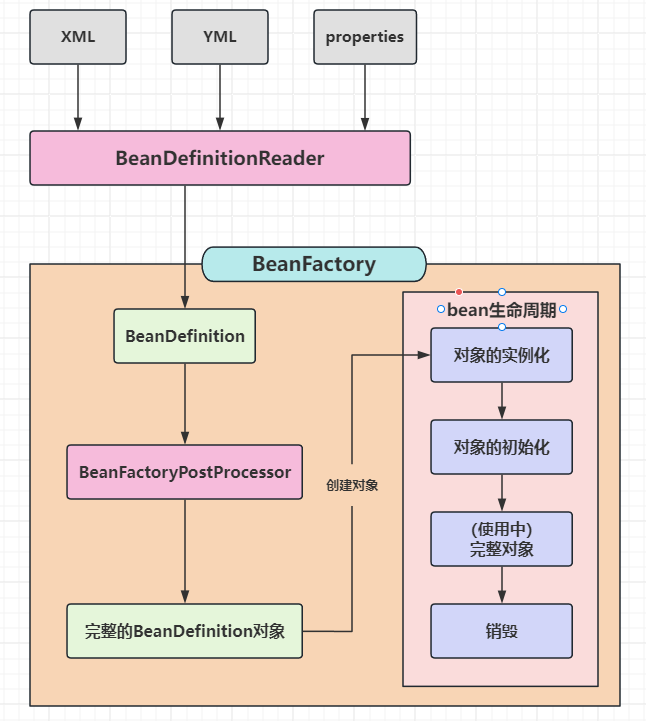 XML
YML
properties
BeanDefinitionReader
BeanFactory
BeanDefinition
BeanFactoryPostProcessor
完整的BeanDefinition对象
创建对象
bean生命周期
对象的实例化
对象的初始化
(使用中)
完整对象
销毁